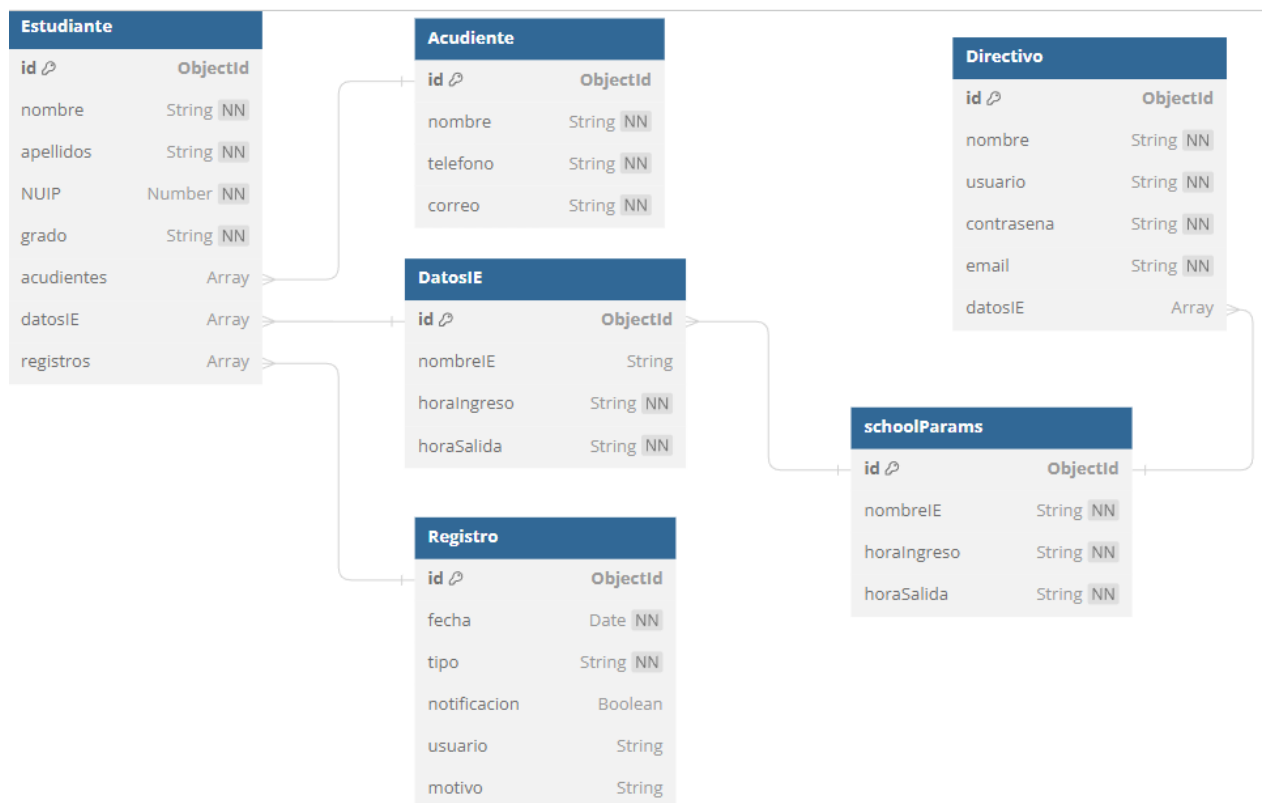 Estudiante
id ObjectId
nombre String NN
apellidos String NN
NUIP Number NN
grado String NN
acudientes Array
datosIE Array
registros Array
Acudiente
id ObjectId
nombre String NN
telefono String NN
correo String NN
DatosIE
id ObjectId
nombreIE String
horaIngreso String NN
horaSalida String NN
Registro
id ObjectId
fecha Date NN
tipo String NN
notificacion Boolean
usuario String
motivo String
Directivo
id ObjectId
nombre String NN
usuario String NN
contrasena String NN
email String NN
datosIE Array
schoolParams
id ObjectId
nombreIE String NN
horaIngreso String NN
horaSalida String NN